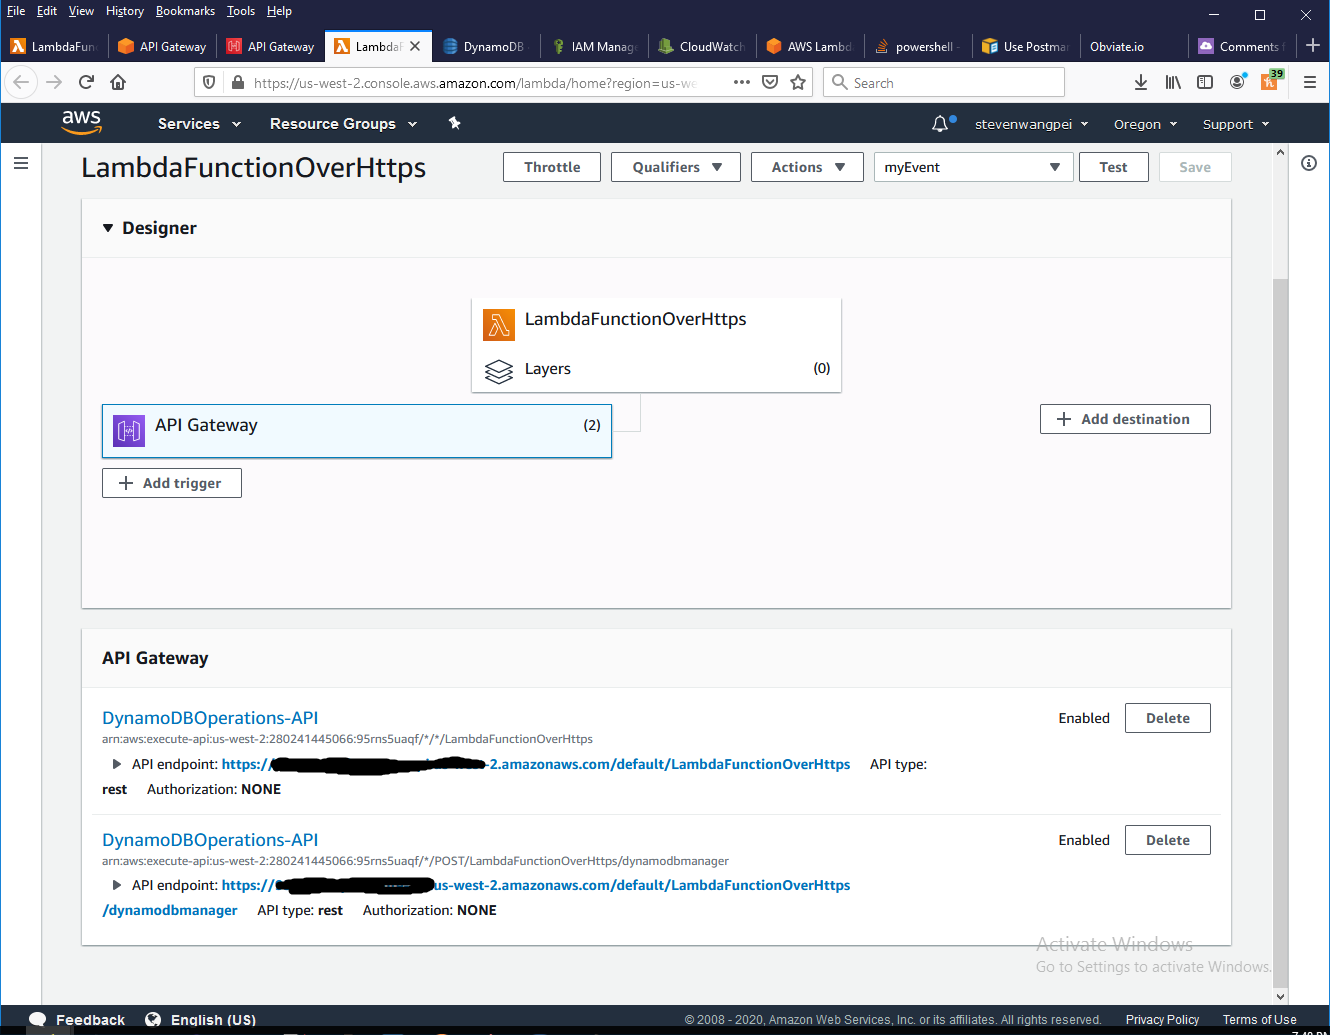 File Edit View History Bookmarks Tools Help
LambdaFun API Gateway API Gateway LambdaF DynamoDB IAM Manag CloudWatch AWS Lambd powershell - Use Postmar Obviate.io Comments
https://us-west-2.console.aws.amazon.com/lambda/home?region=us-we Search 39
aws Services Resource Groups stevenwangpei Oregon Support
LambdaFunctionOverHttps Throttle Qualifiers Actions myEvent Test Save
Designer
LambdaFunctionOverHttps
Layers (0)
API Gateway (2)
Add destination
Add trigger
API Gateway
DynamoDBOperations-API Enabled Delete
arn:aws:execute-api:us-west-2:280241445066:95rns5uaqf/*/*/LambdaFunctionOverHttps
API endpoint: https:// -2.amazonaws.com/default/LambdaFunctionOverHttps API type:
rest Authorization: NONE
DynamoDBOperations-API Enabled Delete
arn:aws:execute-api:us-west-2:280241445066:95rns5uaqf/*/POST/LambdaFunctionOverHttps/dynamodbmanager
API endpoint: https:// us-west-2.amazonaws.com/default/LambdaFunctionOverHttps
/dynamodbmanager API type: rest Authorization: NONE
Activate Windows
Go to Settings to activate Windows.
Feedback English (US) © 2008 - 2020, Amazon Web Services, Inc. or its affiliates. All rights reserved. Privacy Policy Terms of Use